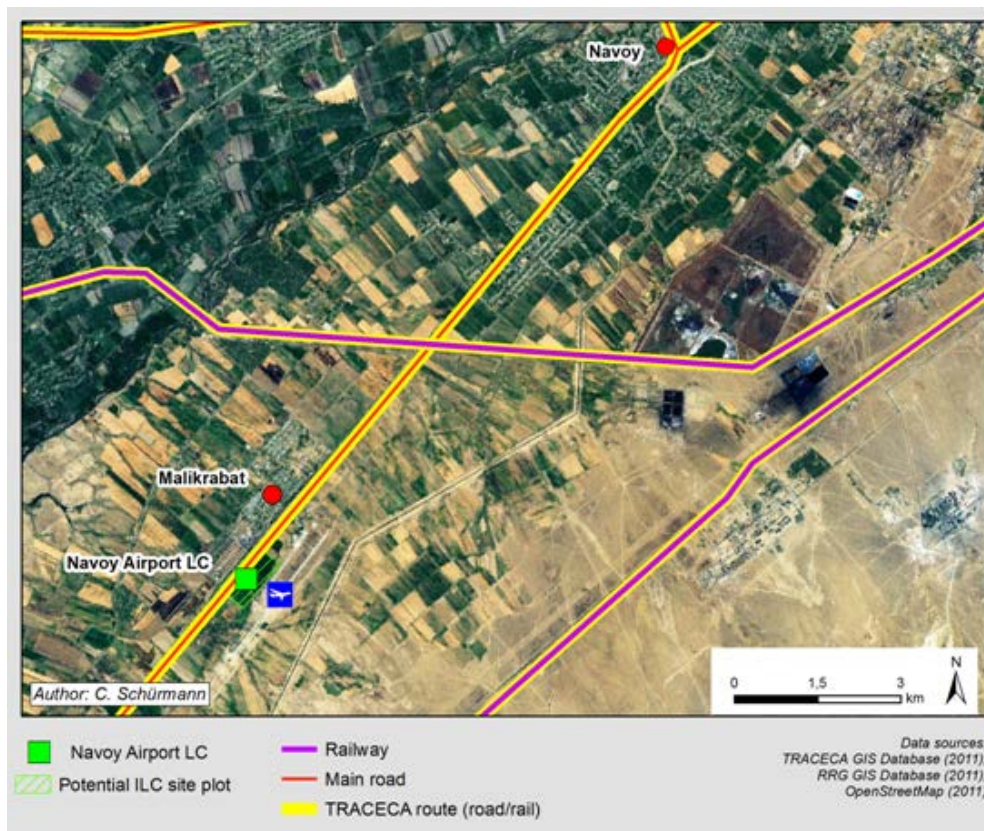 Navoy
Malikrabat
Navoy Airport LC
Author: C. Schürmann
N
0 1,5 3
km
Navoy Airport LC
Potential ILC site plot
Railway
Main road
TRACECA route (road/rail)
Data sources
TRACECA GIS Database (2011)
RRG GIS Database (2011)
OpenStreetMap (2011)